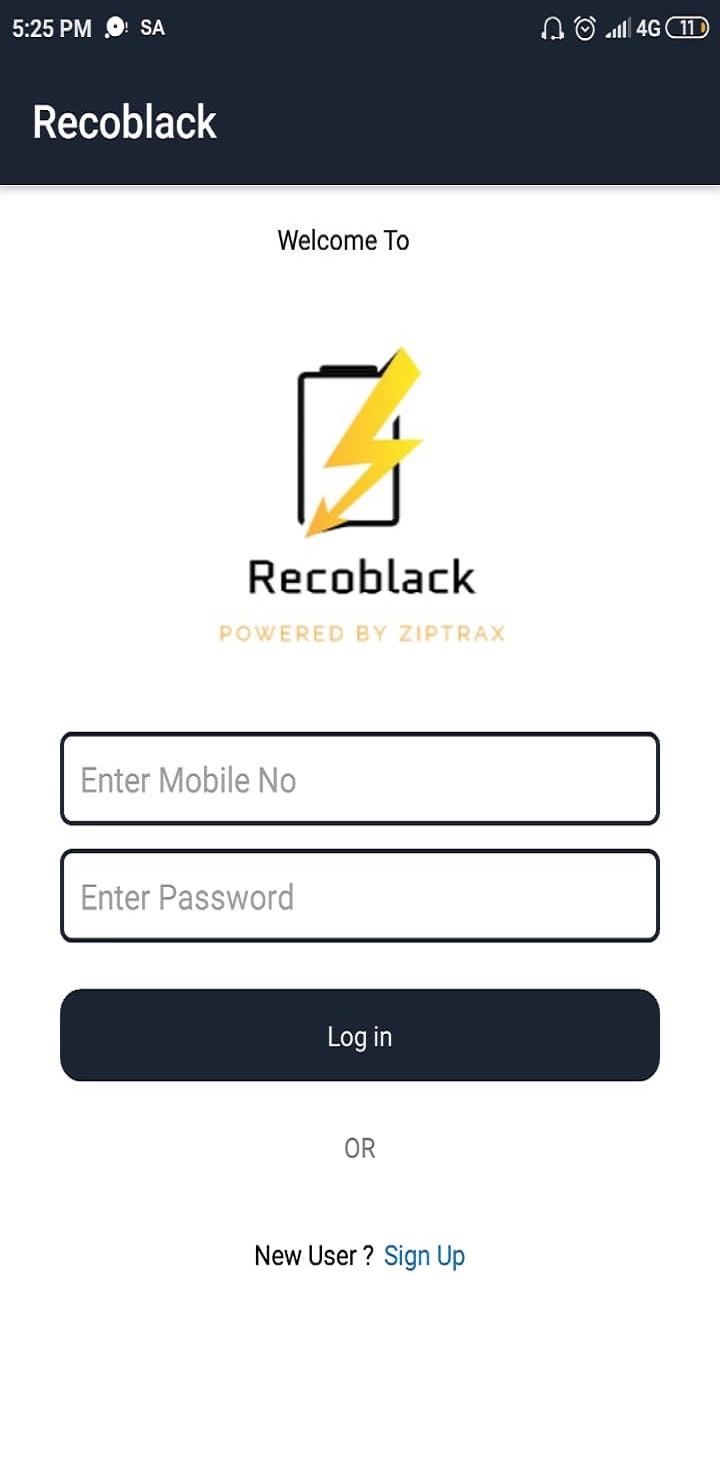 5:25 PM SA 4G 11
Recoblack
Welcome To
Recoblack
POWERED BY ZIPTRAX
Enter Mobile No
Enter Password
Log in
OR
New User ? Sign Up